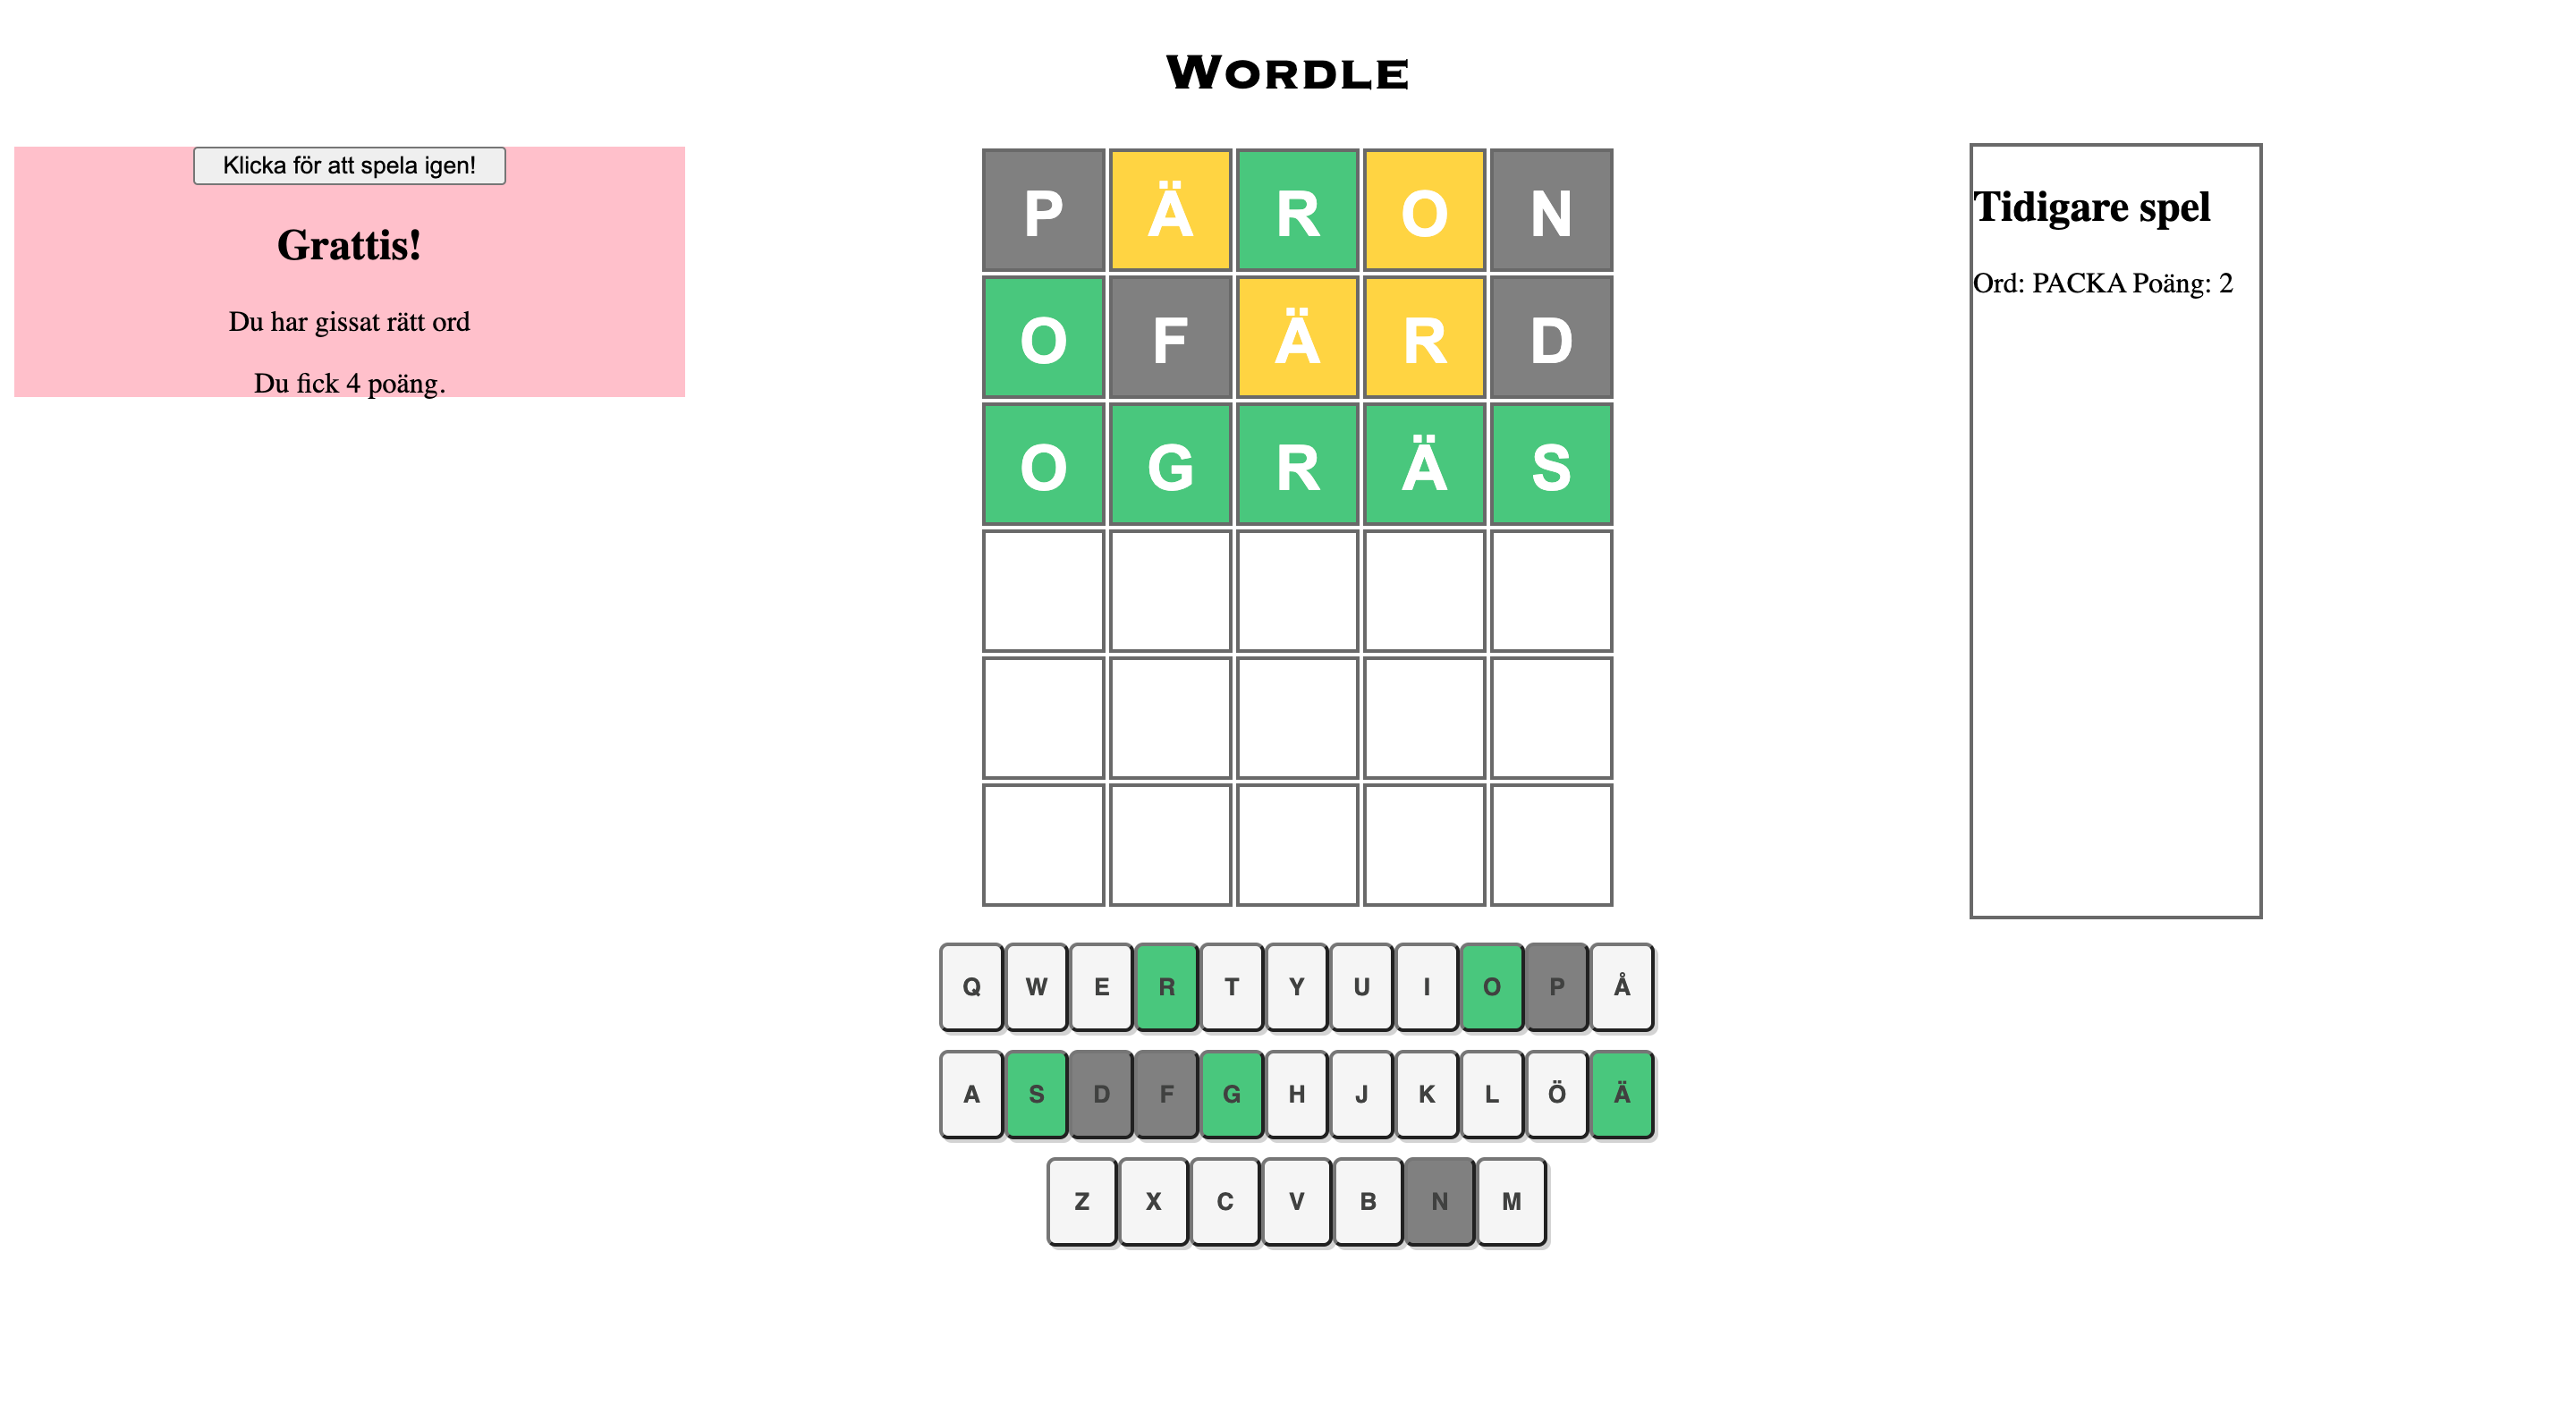 WORDLE
Klicka för att spela igen!
Grattis!
Du har gissat rätt ord
Du fick 4 poäng.
P Ä R O N
O F Ä R D
O G R Ä S
Q W E R T Y U I O P Å
A S D F G H J K L Ö Ä
Z X C V B N M
Tidigare spel
Ord: PACKA Poäng: 2